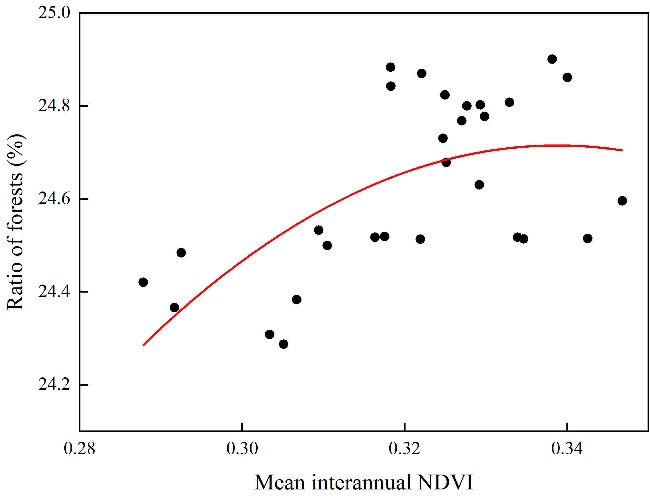 25.0
24.8
24.6
24.4
24.2
Ratio of forests (%)
0.28 0.30 0.32 0.34
Mean interannual NDVI